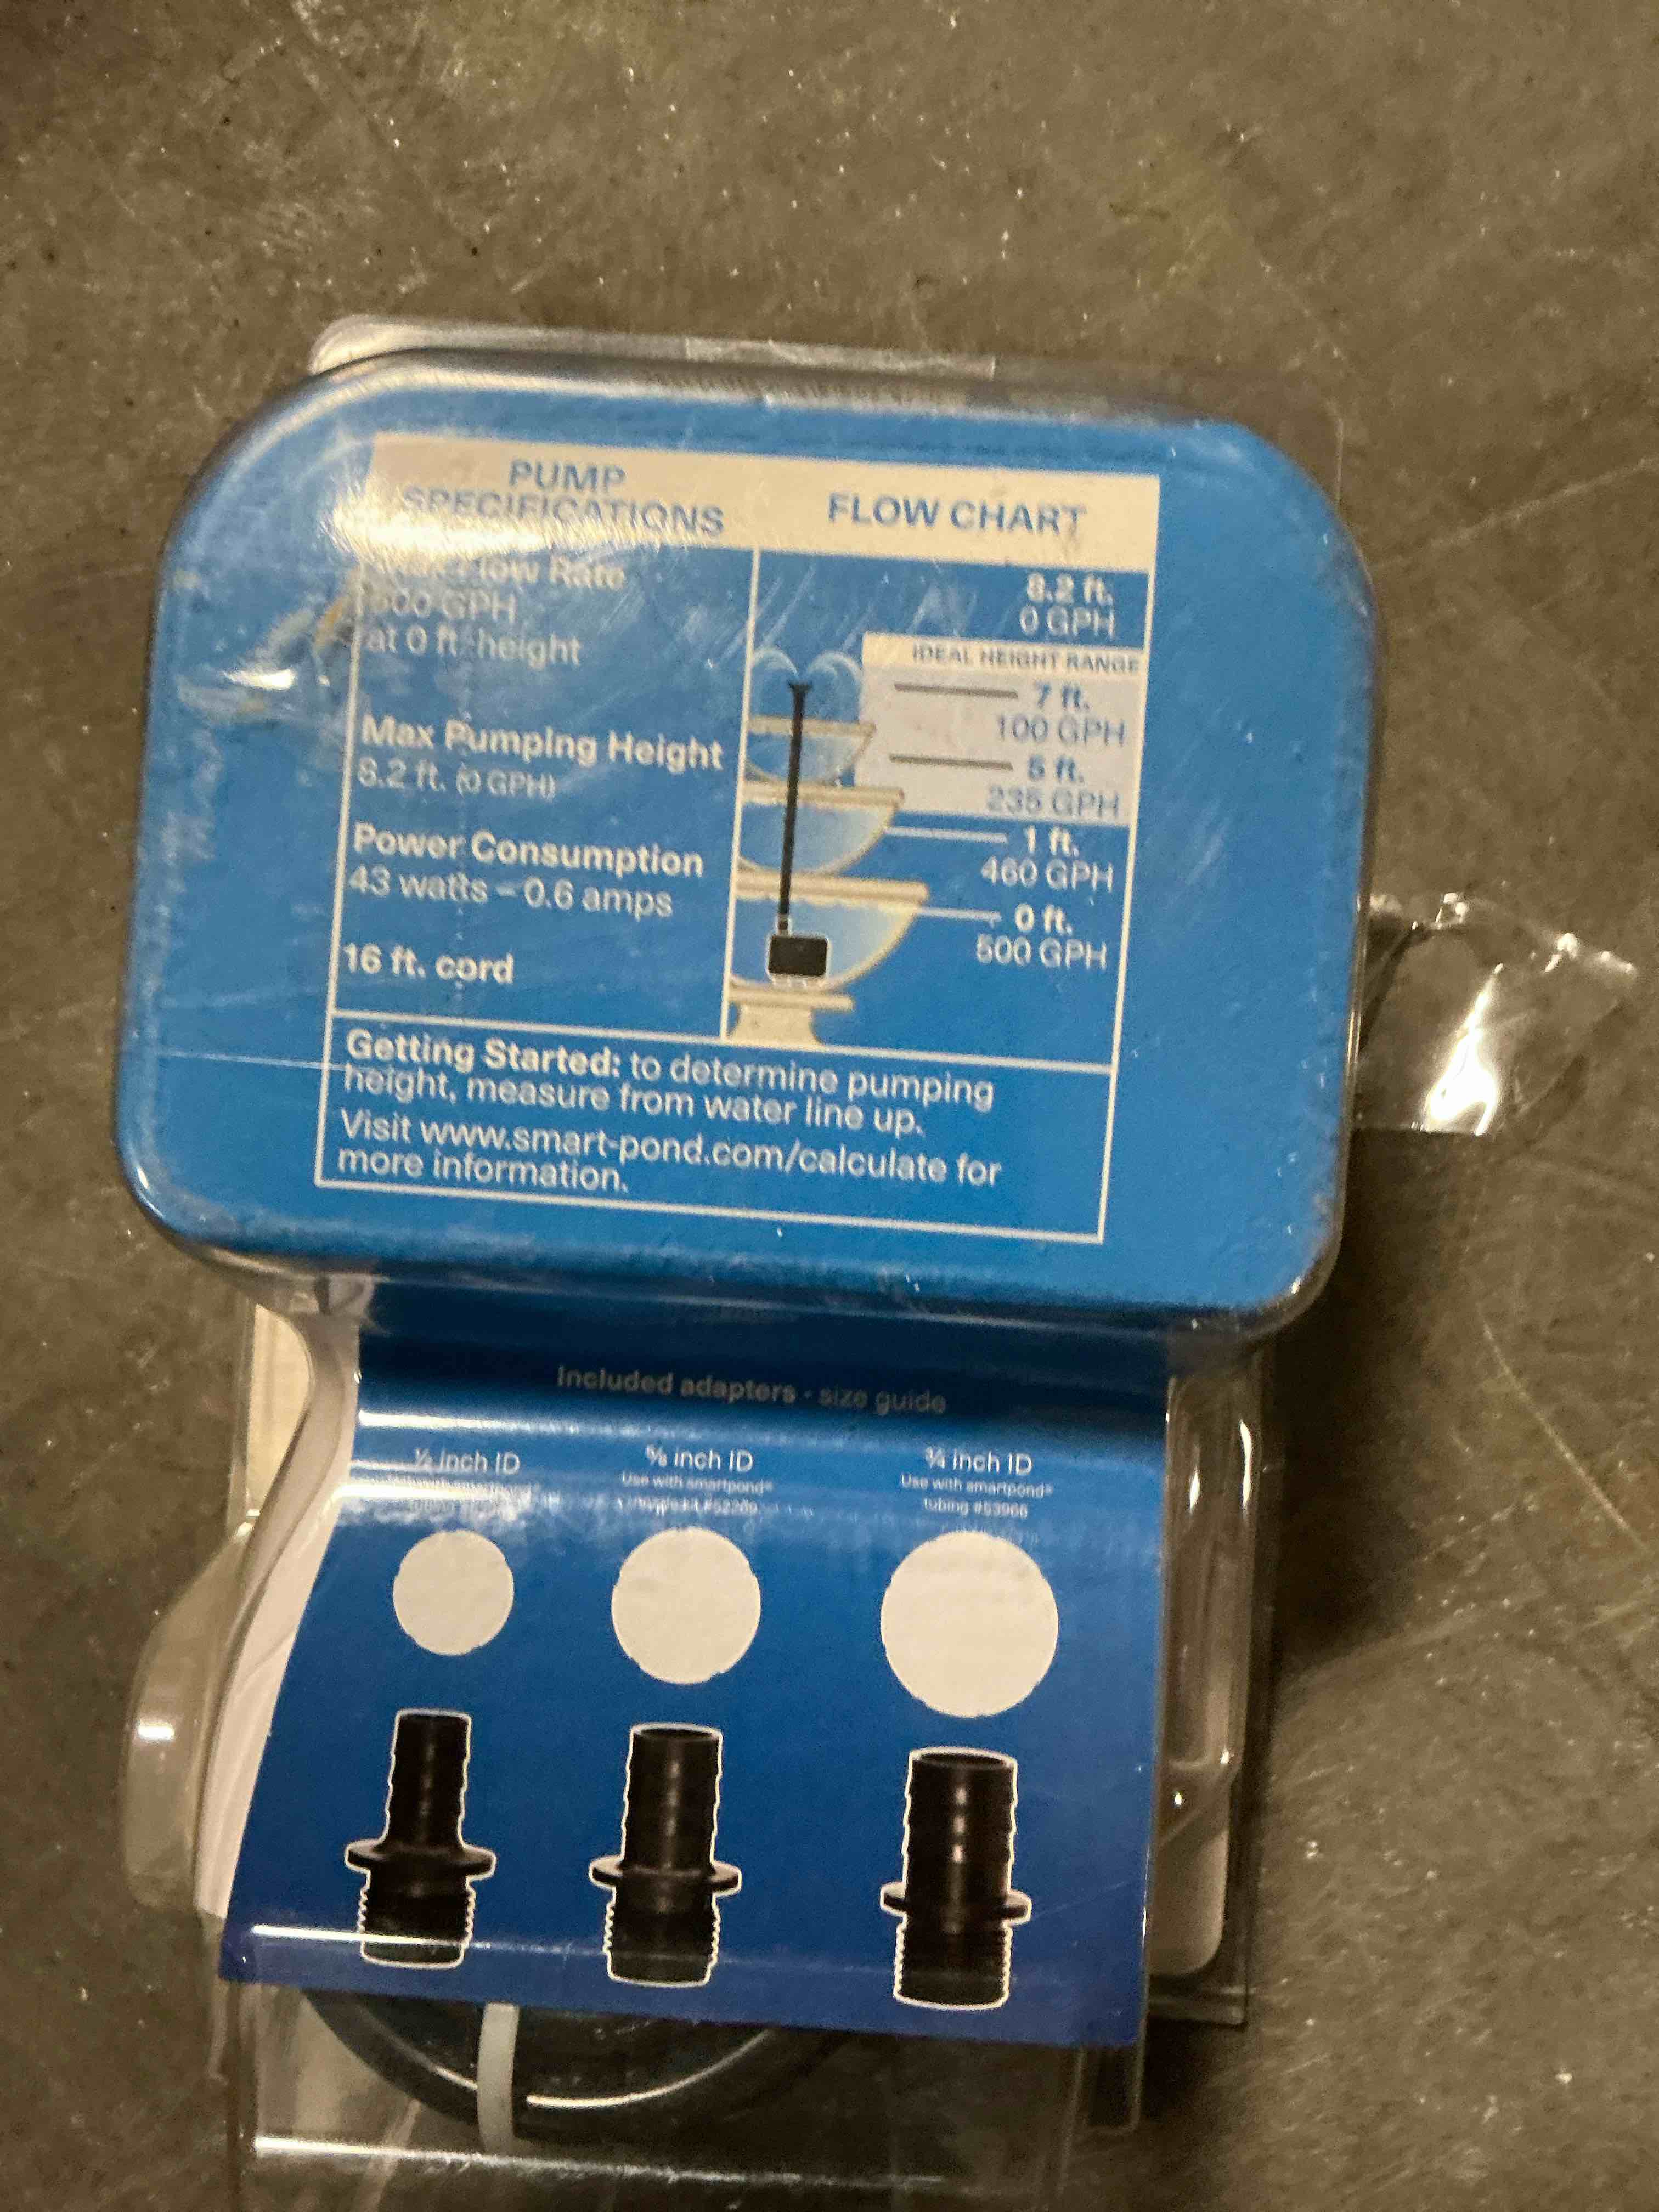 PUMP
SPECIFICATIONS
FLOW CHART
Max Flow Rate
500 GPH
at 0 ft. height
Max Pumping Height
8.2 ft. (0 GPH)
Power Consumption
43 watts – 0.6 amps
16 ft. cord
8.2 ft.
0 GPH
IDEAL HEIGHT RANGE
7 ft.
100 GPH
5 ft.
235 GPH
1 ft.
460 GPH
0 ft.
500 GPH
Getting Started: to determine pumping
height, measure from water line up.
Visit www.smart-pond.com/calculate for
more information.
Included adapters - size guide
½ inch ID
⅝ inch ID
Use with smartpond®
¾ inch ID
Use with smartpond®
tubing #53966